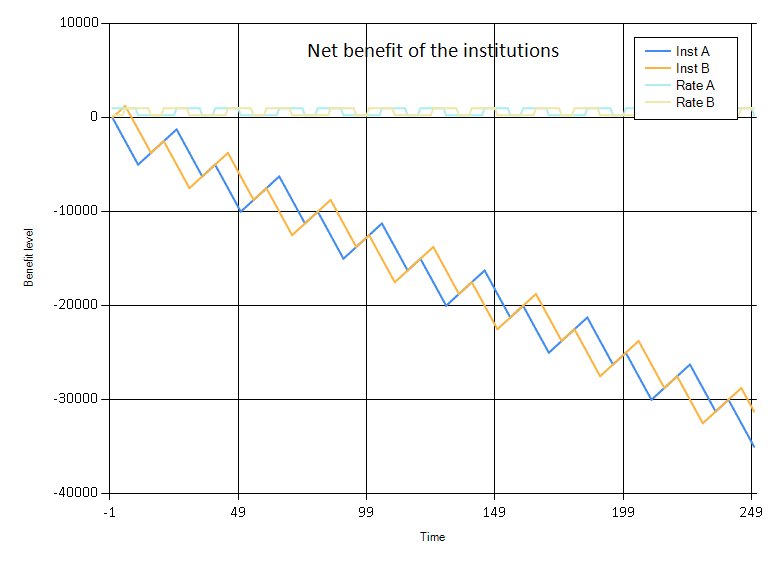 Net benefit of the institutions
Inst A
Inst B
Rate A
Rate B
10000
0
-10000
-20000
-30000
-40000
Benefit level
-1
49
99
149
199
249
Time